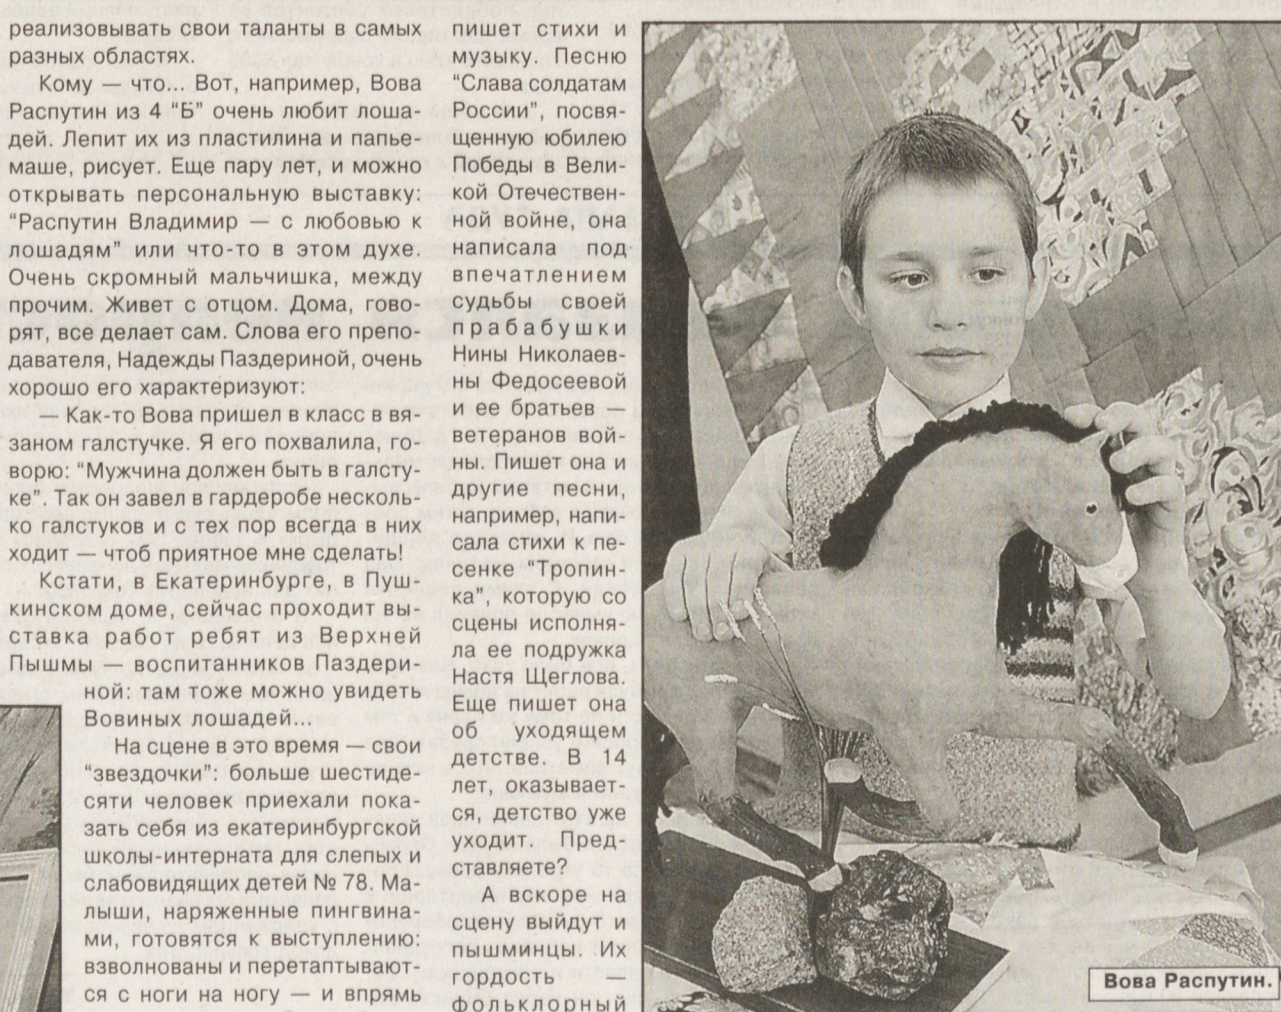 реализовывать свои таланты в самых
разных областях.
Кому — что... Вот, например, Вова
Распутин из 4 “Б” очень любит лоша-
дей. Лепит их из пластилина и папье-
маше, рисует. Еще пару лет, и можно
открывать персональную выставку:
“Распутин Владимир — с любовью к
лошадям” или что-то в этом духе.
Очень скромный мальчишка, между
прочим. Живет с отцом. Дома, гово-
рят, все делает сам. Слова его препо-
давателя, Надежды Паздериной, очень
хорошо его характеризуют:
— Как-то Вова пришел в класс в вя-
заном галстучке. Я его похвалила, го-
ворю: “Мужчина должен быть в галсту-
ке”. Так он завел в гардеробе несколь-
ко галстуков и с тех пор всегда в них
ходит — чтоб приятное мне сделать!
Кстати, в Екатеринбурге, в Пуш-
кинском доме, сейчас проходит вы-
ставка работ ребят из Верхней
Пышмы — воспитанников Паздери-
ной: там тоже можно увидеть
Вовиных лошадей...
На сцене в это время — свои
“звездочки”: больше шестиде-
сяти человек приехали пока-
зать себя из екатеринбургской
школы-интерната для слепых и
слабовидящих детей № 78. Ма-
лыши, наряженные пингвина-
ми, готовятся к выступлению:
взволнованы и перетаптывают-
ся с ноги на ногу — и впрямь
пишет стихи и
музыку. Песню
“Слава солдатам
России”, посвя-
щенную юбилею
Победы в Вели-
кой Отечествен-
ной войне, она
написала под
впечатлением
судьбы своей
прабабушки
Нины Николаев-
ны Федосеевой
и ее братьев —
ветеранов вой-
ны. Пишет она и
другие песни,
например, напи-
сала стихи к пе-
сенке “Тропин-
ка”, которую со
сцены исполня-
ла ее подружка
Настя Щеглова.
Еще пишет она
об уходящем
детстве. В 14
лет, оказывает-
ся, детство уже
уходит. Пред-
ставляете?
А вскоре на
сцену выйдут и
пышминцы. Их
гордость —
фольклорный
Вова Распутин.